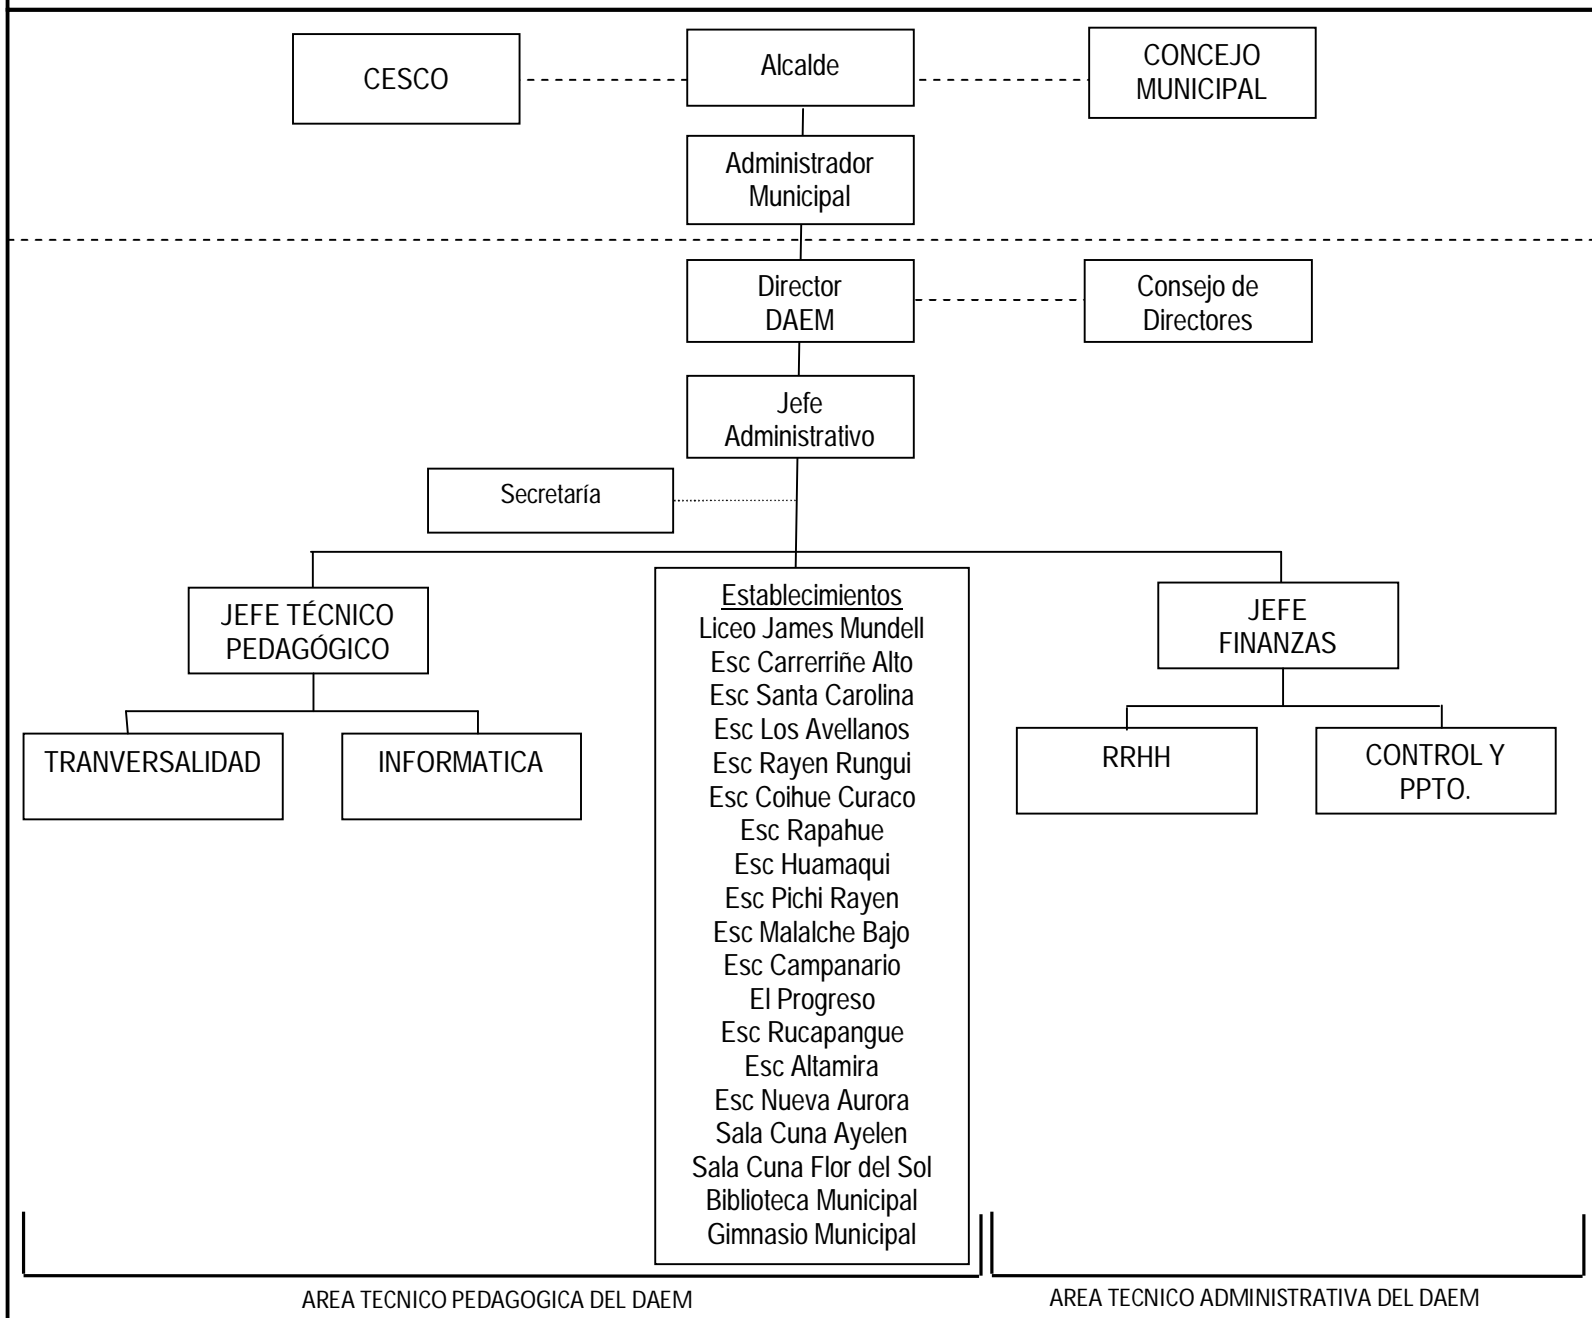 CESCO
Alcalde
CONCEJO
MUNICIPAL
Administrador
Municipal
Director
DAEM
Consejo de
Directores
Jefe
Administrativo
Secretaría
JEFE TÉCNICO
PEDAGÓGICO
TRANVERSALIDAD
INFORMATICA
Establecimientos
Liceo James Mundell
Esc Carrerriñe Alto
Esc Santa Carolina
Esc Los Avellanos
Esc Rayen Rungui
Esc Coihue Curaco
Esc Rapahue
Esc Huamaqui
Esc Pichi Rayen
Esc Malalche Bajo
Esc Campanario
El Progreso
Esc Rucapangue
Esc Altamira
Esc Nueva Aurora
Sala Cuna Ayelen
Sala Cuna Flor del Sol
Biblioteca Municipal
Gimnasio Municipal
JEFE
FINANZAS
RRHH
CONTROL Y
PPTO.
AREA TECNICO PEDAGOGICA DEL DAEM
AREA TECNICO ADMINISTRATIVA DEL DAEM